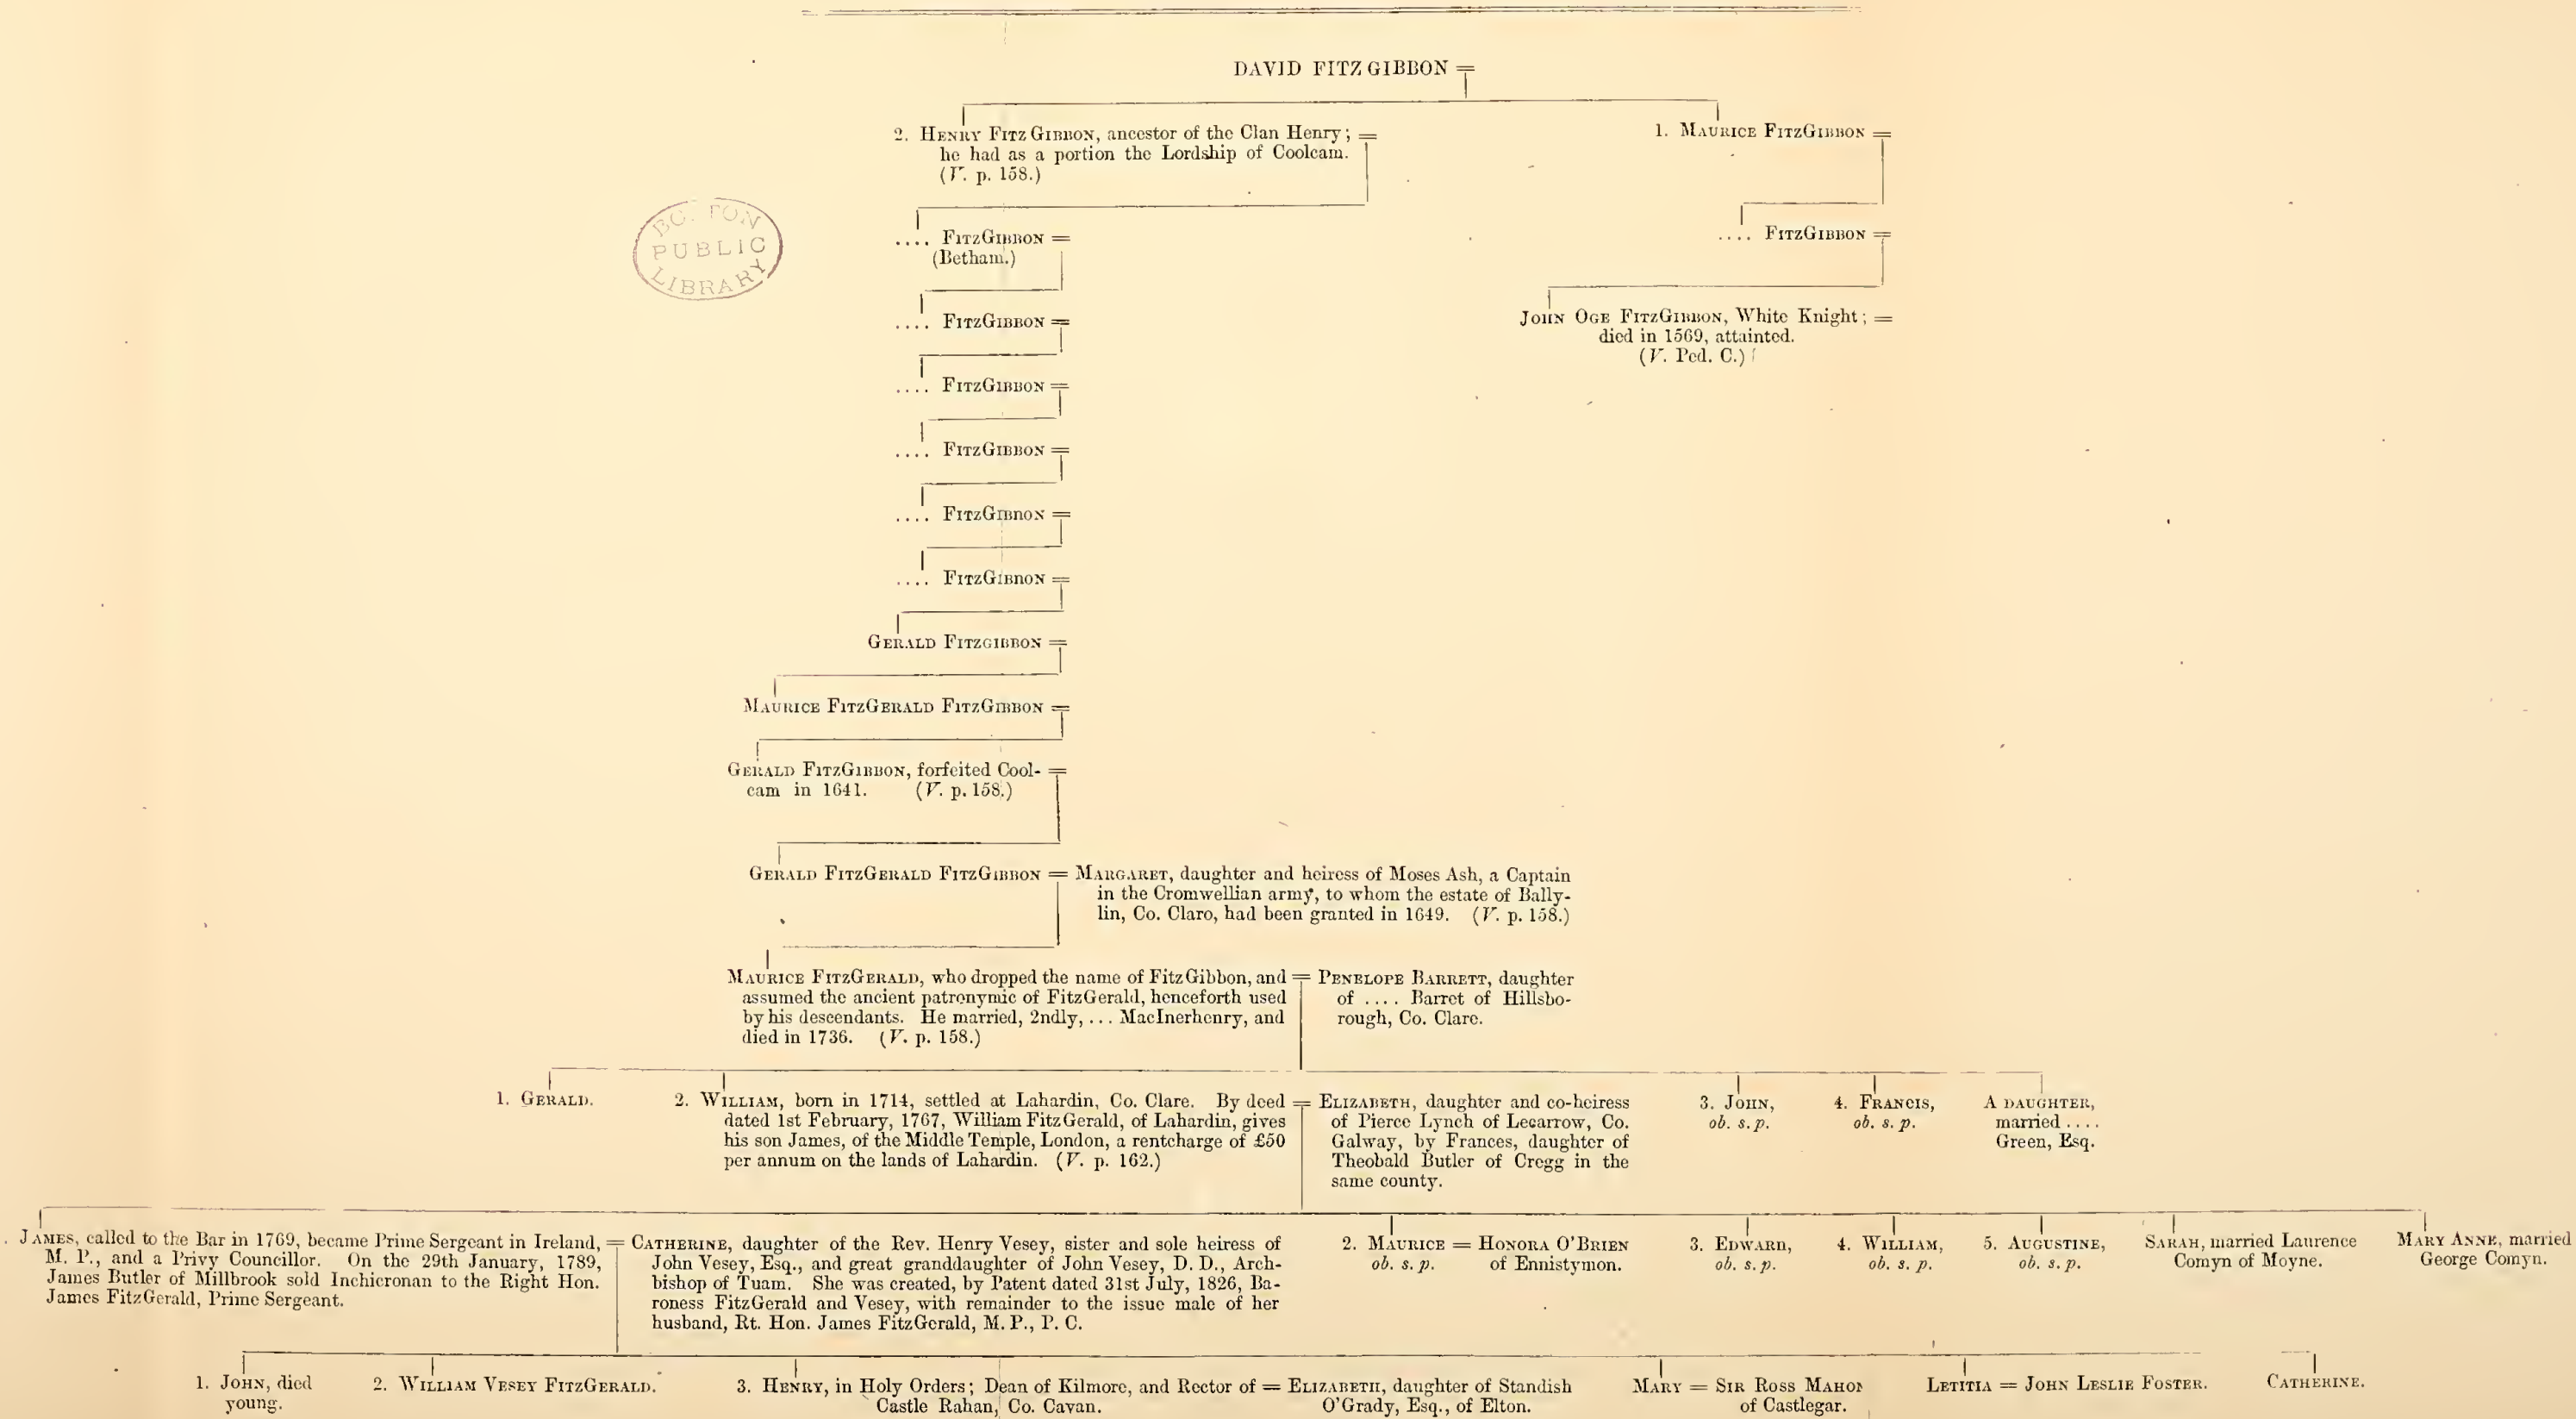 DAVID FITZ GIBBON =
2. HENRY FITZ GIBBON, ancestor of the Clan Henry; =
he had as a portion the Lordship of Coolcam.
(V. p. 158.)
1. MAURICE FITZGIBBON =
BOSTON
PUBLIC
LIBRARY
.... FITZGIBBON =
(Betham.)
.... FITZGIBBON =
.... FITZGIBBON =
JOHN OGE FITZGIBBON, White Knight; =
died in 1569, attainted.
(V. Ped. C.)
.... FITZGIBBON =
.... FITZGIBBON =
.... FITZGIBBON =
.... FITZGIBBON =
GERALD FITZGIBBON =
MAURICE FITZGERALD FITZGIBBON =
GERALD FITZGIBBON, forfeited Cool- =
cam in 1641. (V. p. 158.)
GERALD FITZGERALD FITZGIBBON = MARGARET, daughter and heiress of Moses Ash, a Captain
in the Cromwellian army, to whom the estate of Bally-
lin, Co. Claro, had been granted in 1649. (V. p. 158.)
MAURICE FITZGERALD, who dropped the name of FitzGibbon, and =
assumed the ancient patronymic of FitzGerald, henceforth used
by his descendants. He married, 2ndly, ... MacInerhenry, and
died in 1736. (V. p. 158.)
PENELOPE BARRETT, daughter
of .... Barret of Hillsbo-
rough, Co. Clare.
1. GERALD.
2. WILLIAM, born in 1714, settled at Lahardin, Co. Clare. By deed =
dated 1st February, 1767, William FitzGerald, of Lahardin, gives
his son James, of the Middle Temple, London, a rentcharge of £50
per annum on the lands of Lahardin. (V. p. 162.)
ELIZABETH, daughter and co-heiress
of Pierce Lynch of Lecarrow, Co.
Galway, by Frances, daughter of
Theobald Butler of Cregg in the
same county.
3. JOHN,
ob. s. p.
4. FRANCIS,
ob. s. p.
A DAUGHTER,
married ....
Green, Esq.
. JAMES, called to the Bar in 1769, became Prime Sergeant in Ireland, =
M. P., and a Privy Councillor. On the 29th January, 1789,
James Butler of Millbrook sold Inchicronan to the Right Hon.
James FitzGerald, Prime Sergeant.
CATHERINE, daughter of the Rev. Henry Vesey, sister and sole heiress of
John Vesey, Esq., and great granddaughter of John Vesey, D. D., Arch-
bishop of Tuam. She was created, by Patent dated 31st July, 1826, Ba-
roness FitzGerald and Vesey, with remainder to the issue male of her
husband, Rt. Hon. James FitzGerald, M. P., P. C.
2. MAURICE = HONORA O'BRIEN
ob. s. p. of Ennistymon.
3. EDWARD,
ob. s. p.
4. WILLIAM,
ob. s. p.
5. AUGUSTINE,
ob. s. p.
SARAH, married Laurence
Comyn of Moyne.
MARY ANNE, married
George Comyn.
1. JOHN, died
young.
2. WILLIAM VESEY FITZGERALD.
3. HENRY, in Holy Orders; Dean of Kilmore, and Rector of =
Castle Rahan, Co. Cavan.
ELIZABETH, daughter of Standish
O'Grady, Esq., of Elton.
MARY = SIR ROSS MAHON
of Castlegar.
LETITIA = JOHN LESLIE FOSTER.
CATHERINE.